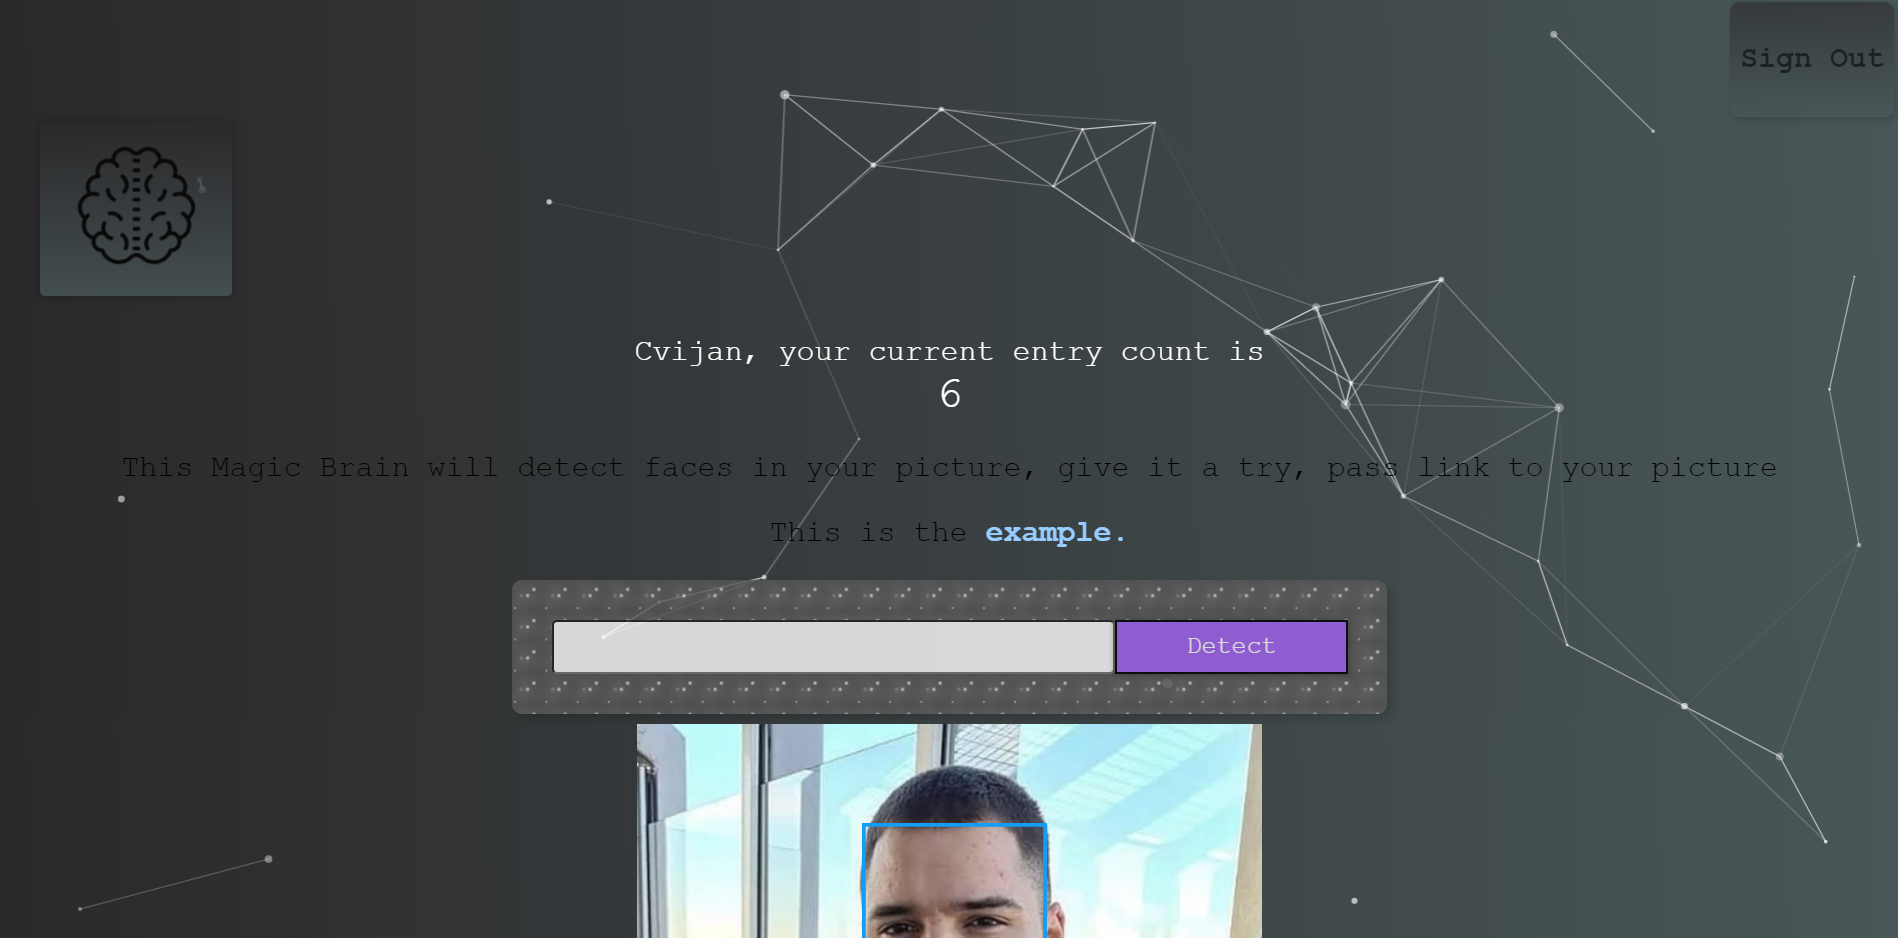 Sign Out
Cvijan, your current entry count is
6
This Magic Brain will detect faces in your picture, give it a try, pass link to your picture
This is the example.
Detect